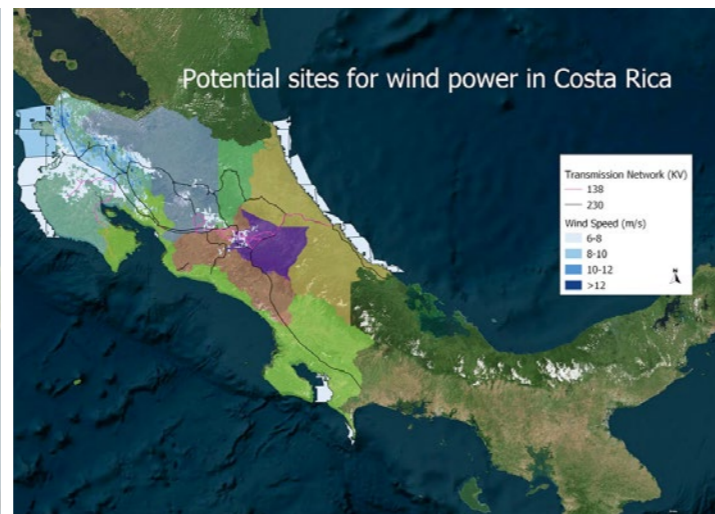 Potential sites for wind power in Costa Rica
Transmission Network (KV)
138
230
Wind Speed (m/s)
6-8
8-10
10-12
>12
N